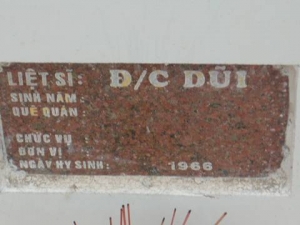 LIỆT SĨ: Đ/C DŨI
SINH NĂM:
QUÊ QUÁN:
CHỨC VỤ :
ĐƠN VỊ :
NGÀY HY SINH: 1966